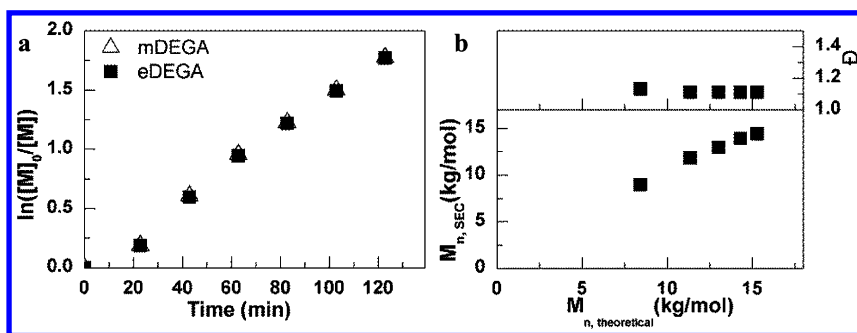 a
mDEGA
eDEGA
ln([M]₀/[M])
2.0
1.5
1.0
0.5
0.0
0 20 40 60 80 100 120
Time (min)
b
1.4
1.2
1.0
Đ
M n, SEC (kg/mol)
15
10
5
0
0 5 10 15
M n, theoretical (kg/mol)